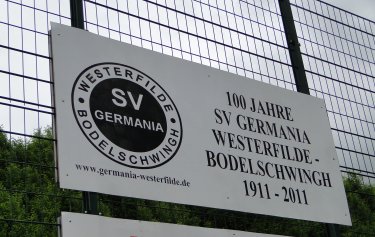 WESTERFILDE
SV
GERMANIA
BODELSCHWINGH
www.germania-westerfilde.de
100 JAHRE
SV GERMANIA
WESTERFILDE -
BODELSCHWINGH
1911 - 2011